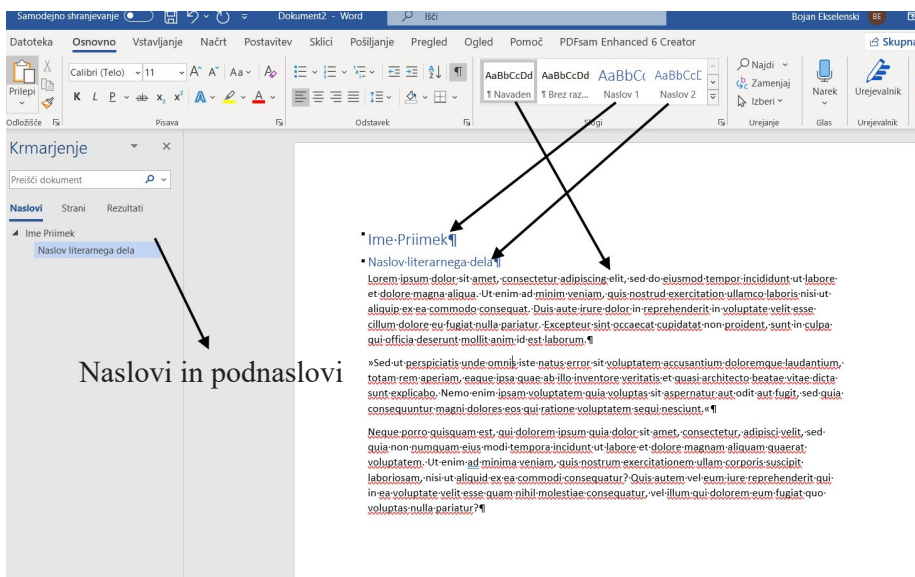 Samodejno shranjevanje Dokument2 - Word Išči Bojan Ekselenski BE
Datoteka Osnovno Vstavljanje Načrt Postavitev Sklici Pošiljanje Pregled Ogled Pomoč PDFsam Enhanced 6 Creator Skupna
Prilepi
Calibri (Telo) 11 A^ A˅ Aa A
K L P ab x₂ x² A A
AaBbCcDd AaBbCcDd AaBbC( AaBbCcE
¶ Navaden ¶ Brez raz... Naslov 1 Naslov 2
Najdi
Zamenjaj
Izberi
Narek
Urejevalnik
Odložišče Pisava Odstavek Slogi Urejanje Glas Urejevalnik
Krmarjenje
Preišči dokument
Naslovi Strani Rezultati
Ime Priimek
Naslov literarnega dela
Naslovi in podnaslovi
Ime·Priimek¶
Naslov·literarnega·dela¶
Lorem·ipsum·dolor·sit·amet,·consectetur·adipiscing·elit,·sed·do·eiusmod·tempor·incididunt·ut·labore·
et·dolore·magna·aliqua.·Ut·enim·ad·minim·veniam,·quis·nostrud·exercitation·ullamco·laboris·nisi·ut·
aliquip·ex·ea·commodo·consequat.·Duis·aute·irure·dolor·in·reprehenderit·in·voluptate·velit·esse·
cillum·dolore·eu·fugiat·nulla·pariatur.·Excepteur·sint·occaecat·cupidatat·non·proident,·sunt·in·culpa·
qui·officia·deserunt·mollit·anim·id·est·laborum.¶
»Sed·ut·perspiciatis·unde·omnis·iste·natus·error·sit·voluptatem·accusantium·doloremque·laudantium,·
totam·rem·aperiam,·eaque·ipsa·quae·ab·illo·inventore·veritatis·et·quasi·architecto·beatae·vitae·dicta·
sunt·explicabo.·Nemo·enim·ipsam·voluptatem·quia·voluptas·sit·aspernatur·aut·odit·aut·fugit,·sed·quia·
consequuntur·magni·dolores·eos·qui·ratione·voluptatem·sequi·nesciunt.«¶
Neque·porro·quisquam·est,·qui·dolorem·ipsum·quia·dolor·sit·amet,·consectetur,·adipisci·velit,·sed·
quia·non·numquam·eius·modi·tempora·incidunt·ut·labore·et·dolore·magnam·aliquam·quaerat·
voluptatem.·Ut·enim·ad·minima·veniam,·quis·nostrum·exercitationem·ullam·corporis·suscipit·
laboriosam,·nisi·ut·aliquid·ex·ea·commodi·consequatur?·Quis·autem·vel·eum·iure·reprehenderit·qui·
in·ea·voluptate·velit·esse·quam·nihil·molestiae·consequatur,·vel·illum·qui·dolorem·eum·fugiat·quo·
voluptas·nulla·pariatur?¶